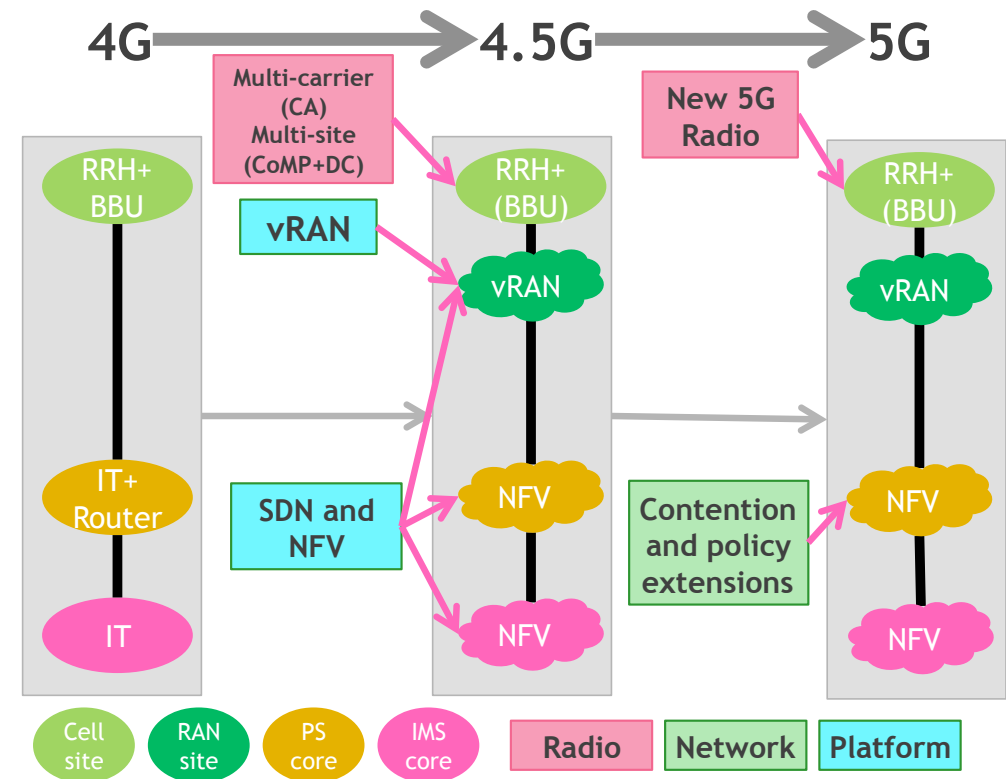 4G
4.5G
5G
Multi-carrier
(CA)
Multi-site
(CoMP+DC)
New 5G
Radio
RRH+
BBU
RRH+
(BBU)
RRH+
(BBU)
vRAN
vRAN
vRAN
IT+
Router
SDN and
NFV
NFV
Contention
and policy
extensions
NFV
IT
NFV
NFV
Cell
site
RAN
site
PS
core
IMS
core
Radio
Network
Platform